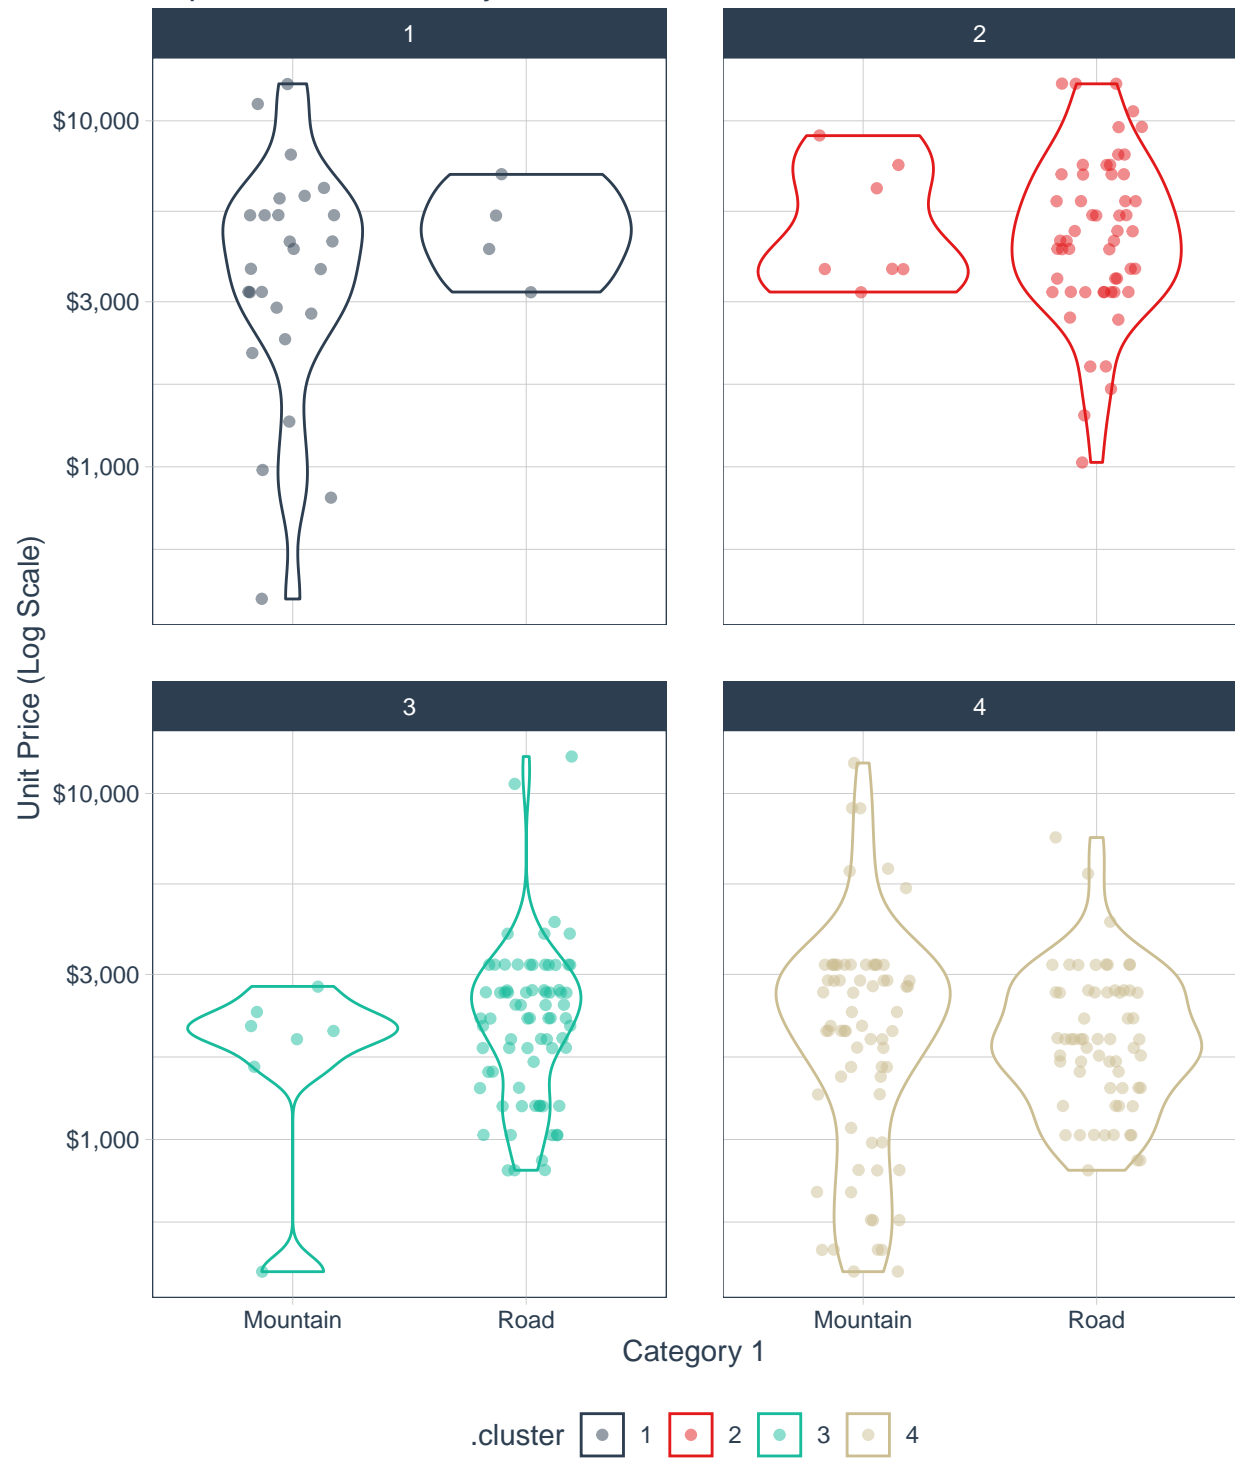 1
2
$10,000
$3,000
$1,000
Unit Price (Log Scale)
3
4
$10,000
$3,000
$1,000
Mountain Road Mountain Road
Category 1
.cluster 1 2 3 4